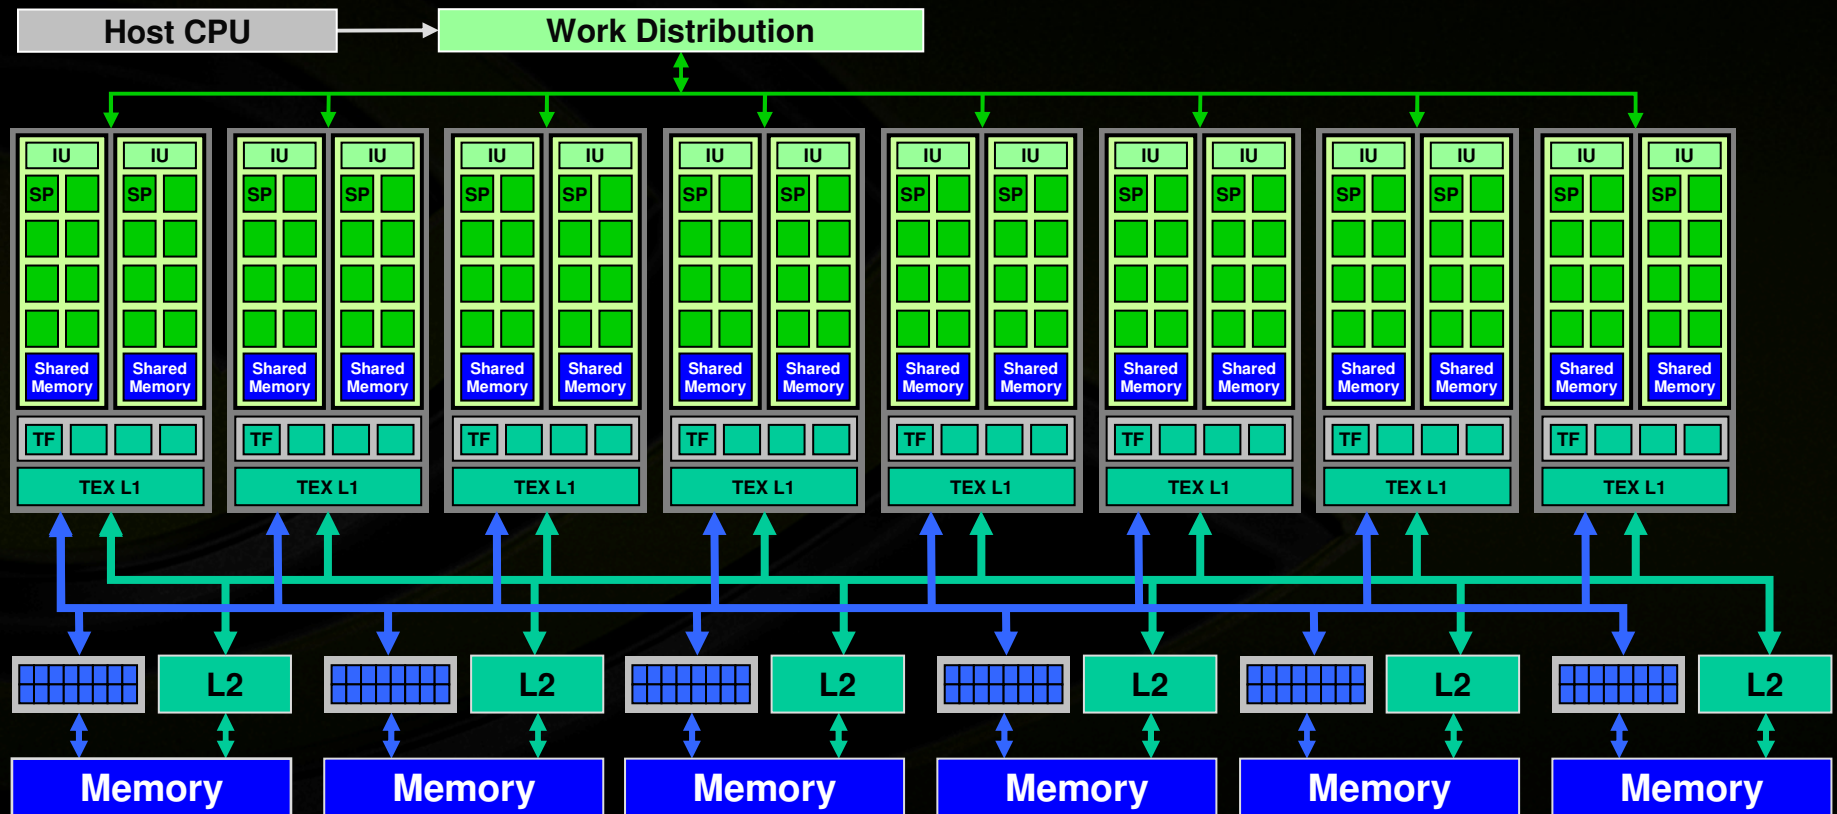 Host CPU
Work Distribution
IU IU IU IU IU IU IU IU IU IU IU IU IU IU IU IU
SP SP SP SP SP SP SP SP SP SP SP SP SP SP SP SP
Shared Shared Shared Shared Shared Shared Shared Shared Shared Shared Shared Shared Shared Shared Shared Shared
Memory Memory Memory Memory Memory Memory Memory Memory Memory Memory Memory Memory Memory Memory Memory Memory
TF TF TF TF TF TF TF TF
TEX L1 TEX L1 TEX L1 TEX L1 TEX L1 TEX L1 TEX L1 TEX L1
L2 L2 L2 L2 L2 L2
Memory Memory Memory Memory Memory Memory